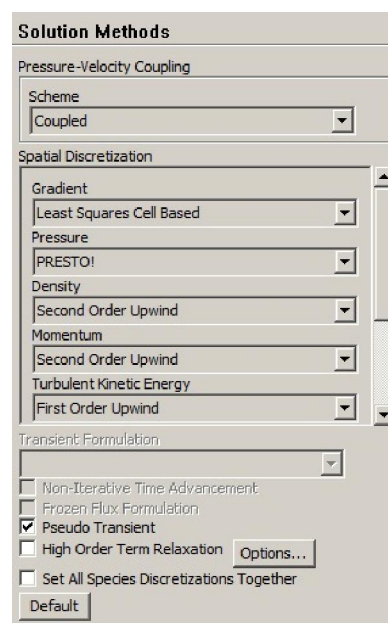 Solution Methods
Pressure-Velocity Coupling
Scheme
Coupled
Spatial Discretization
Gradient
Least Squares Cell Based
Pressure
PRESTO!
Density
Second Order Upwind
Momentum
Second Order Upwind
Turbulent Kinetic Energy
First Order Upwind
Transient Formulation
Non-Iterative Time Advancement
Frozen Flux Formulation
Pseudo Transient
High Order Term Relaxation Options...
Set All Species Discretizations Together
Default